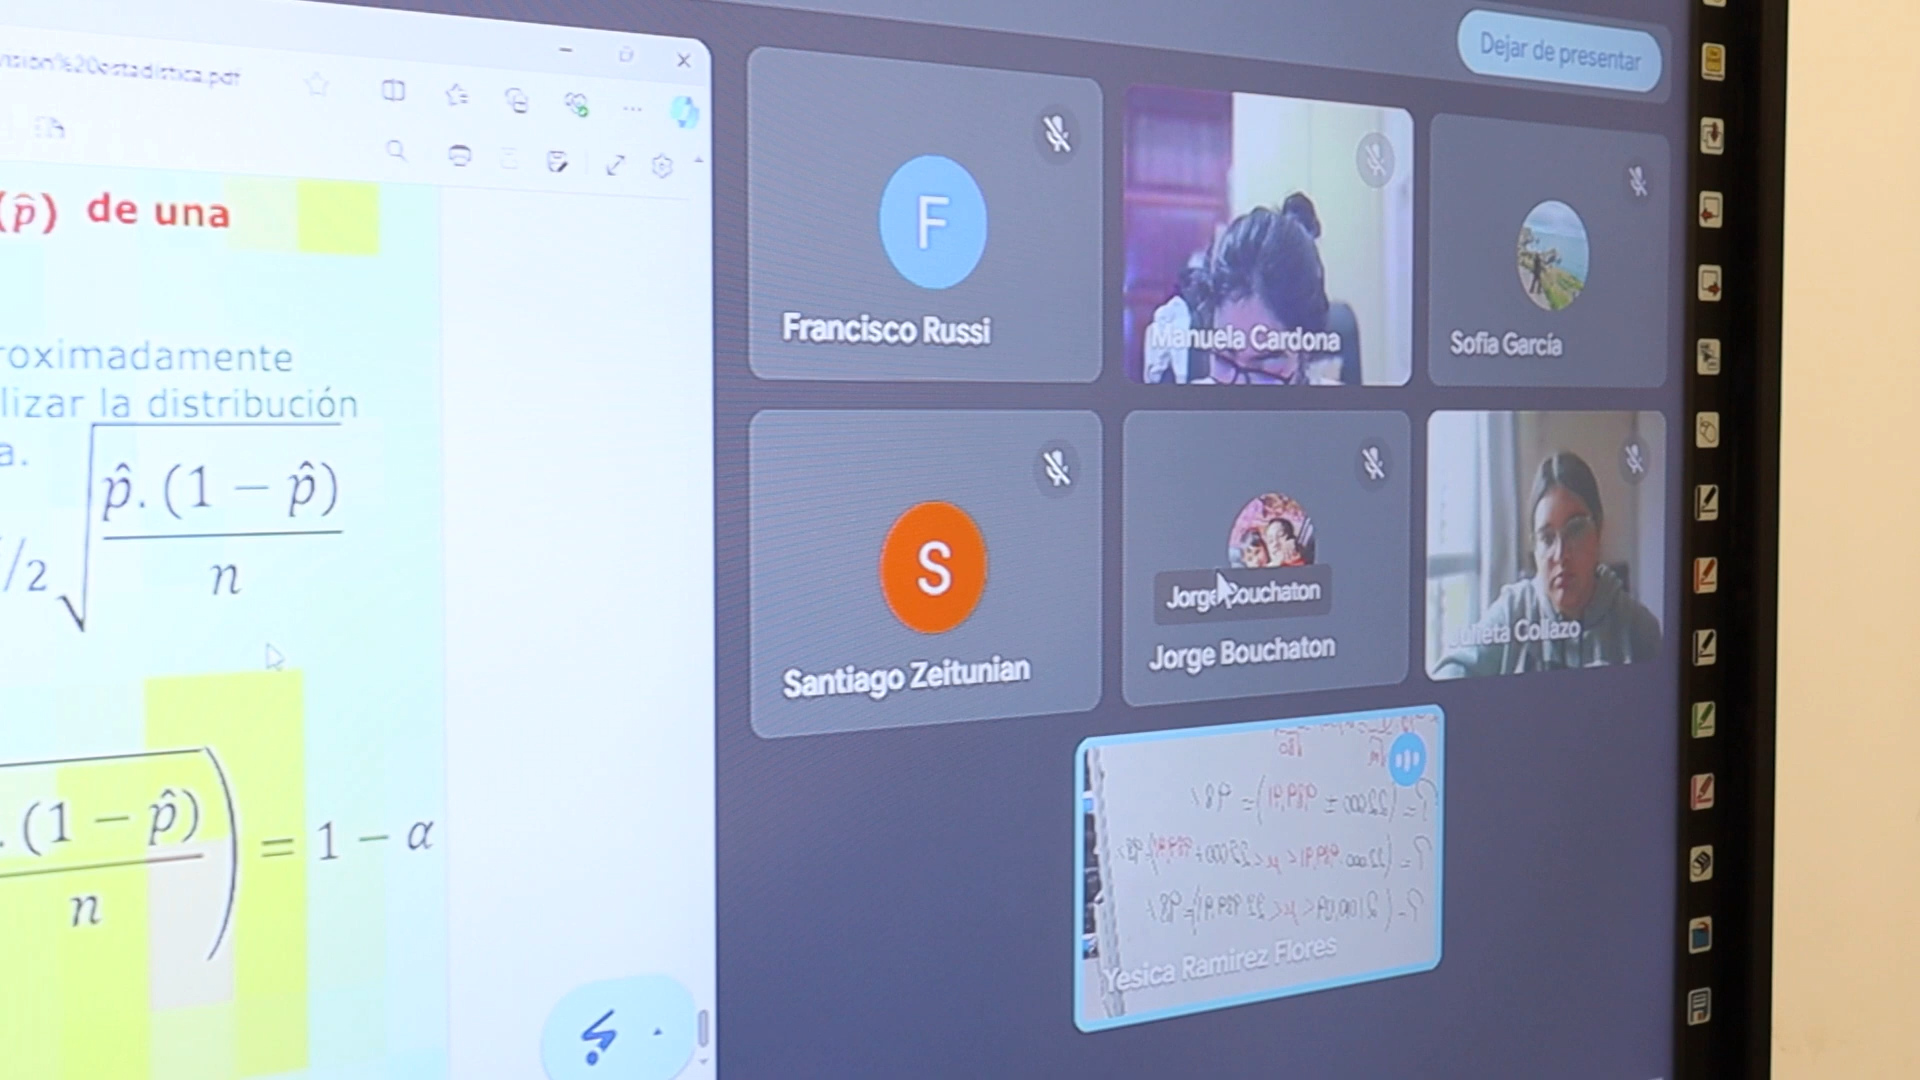 Dejar de presentar
(p̂) de una
roximadamente
lizar la distribución
a.
/2 √ p̂.(1 − p̂)
n
.(1 − p̂)
n
) = 1 − α
F
Francisco Russi
Manuela Cardona
Sofía García
S
Santiago Zeitunian
Jorge Bouchaton
Jorge Bouchaton
Julieta Collazo
Yesica Ramirez Flores